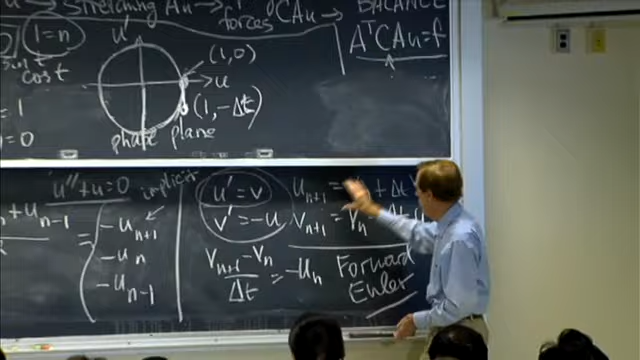 Stretching Au → forces CAu → BALANCE
AᵀCAu=f
1=n
u'
(1,0)
cost
u
(1, -Δt)
= 1
= 0
phase plane
u''+u=0 implicit
u'=v
v'=-u
u_{n+1} = + Δt
v_{n+1} = v_n -
+ u_{n-1} =
-u_{n+1}
-u_n
-u_{n-1}
v_{n+1} - v_n
Δt
= -u_n
Forward
Euler